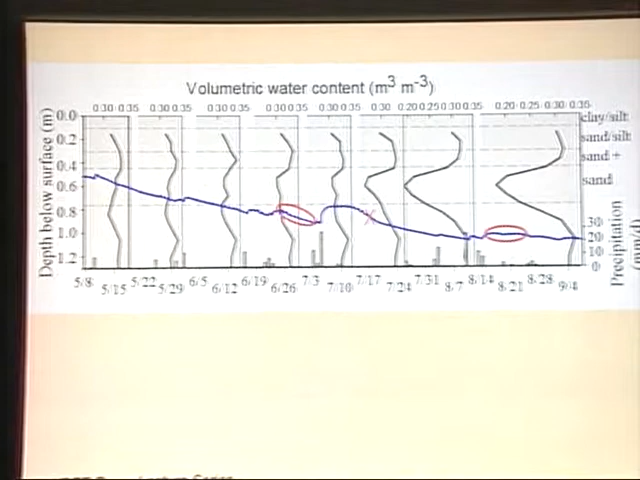 Volumetric water content (m3 m-3)
0.30 0.35 0.30 0.35 0.30 0.35 0.30 0.35 0.30 0.35 0.30 0.20 0.25 0.30 0.35 0.20 0.25 0.30 0.35
Depth below surface (m)
0.0
0.2
0.4
0.6
0.8
1.0
1.2
clay/silt
sand/silt
sand +
sand
30
20
10
0
Precipitation
(mm/d)
5/8 5/15 5/22 5/29 6/5 6/12 6/19 6/26 7/3 7/10 7/17 7/24 7/31 8/7 8/14 8/21 8/28 9/4